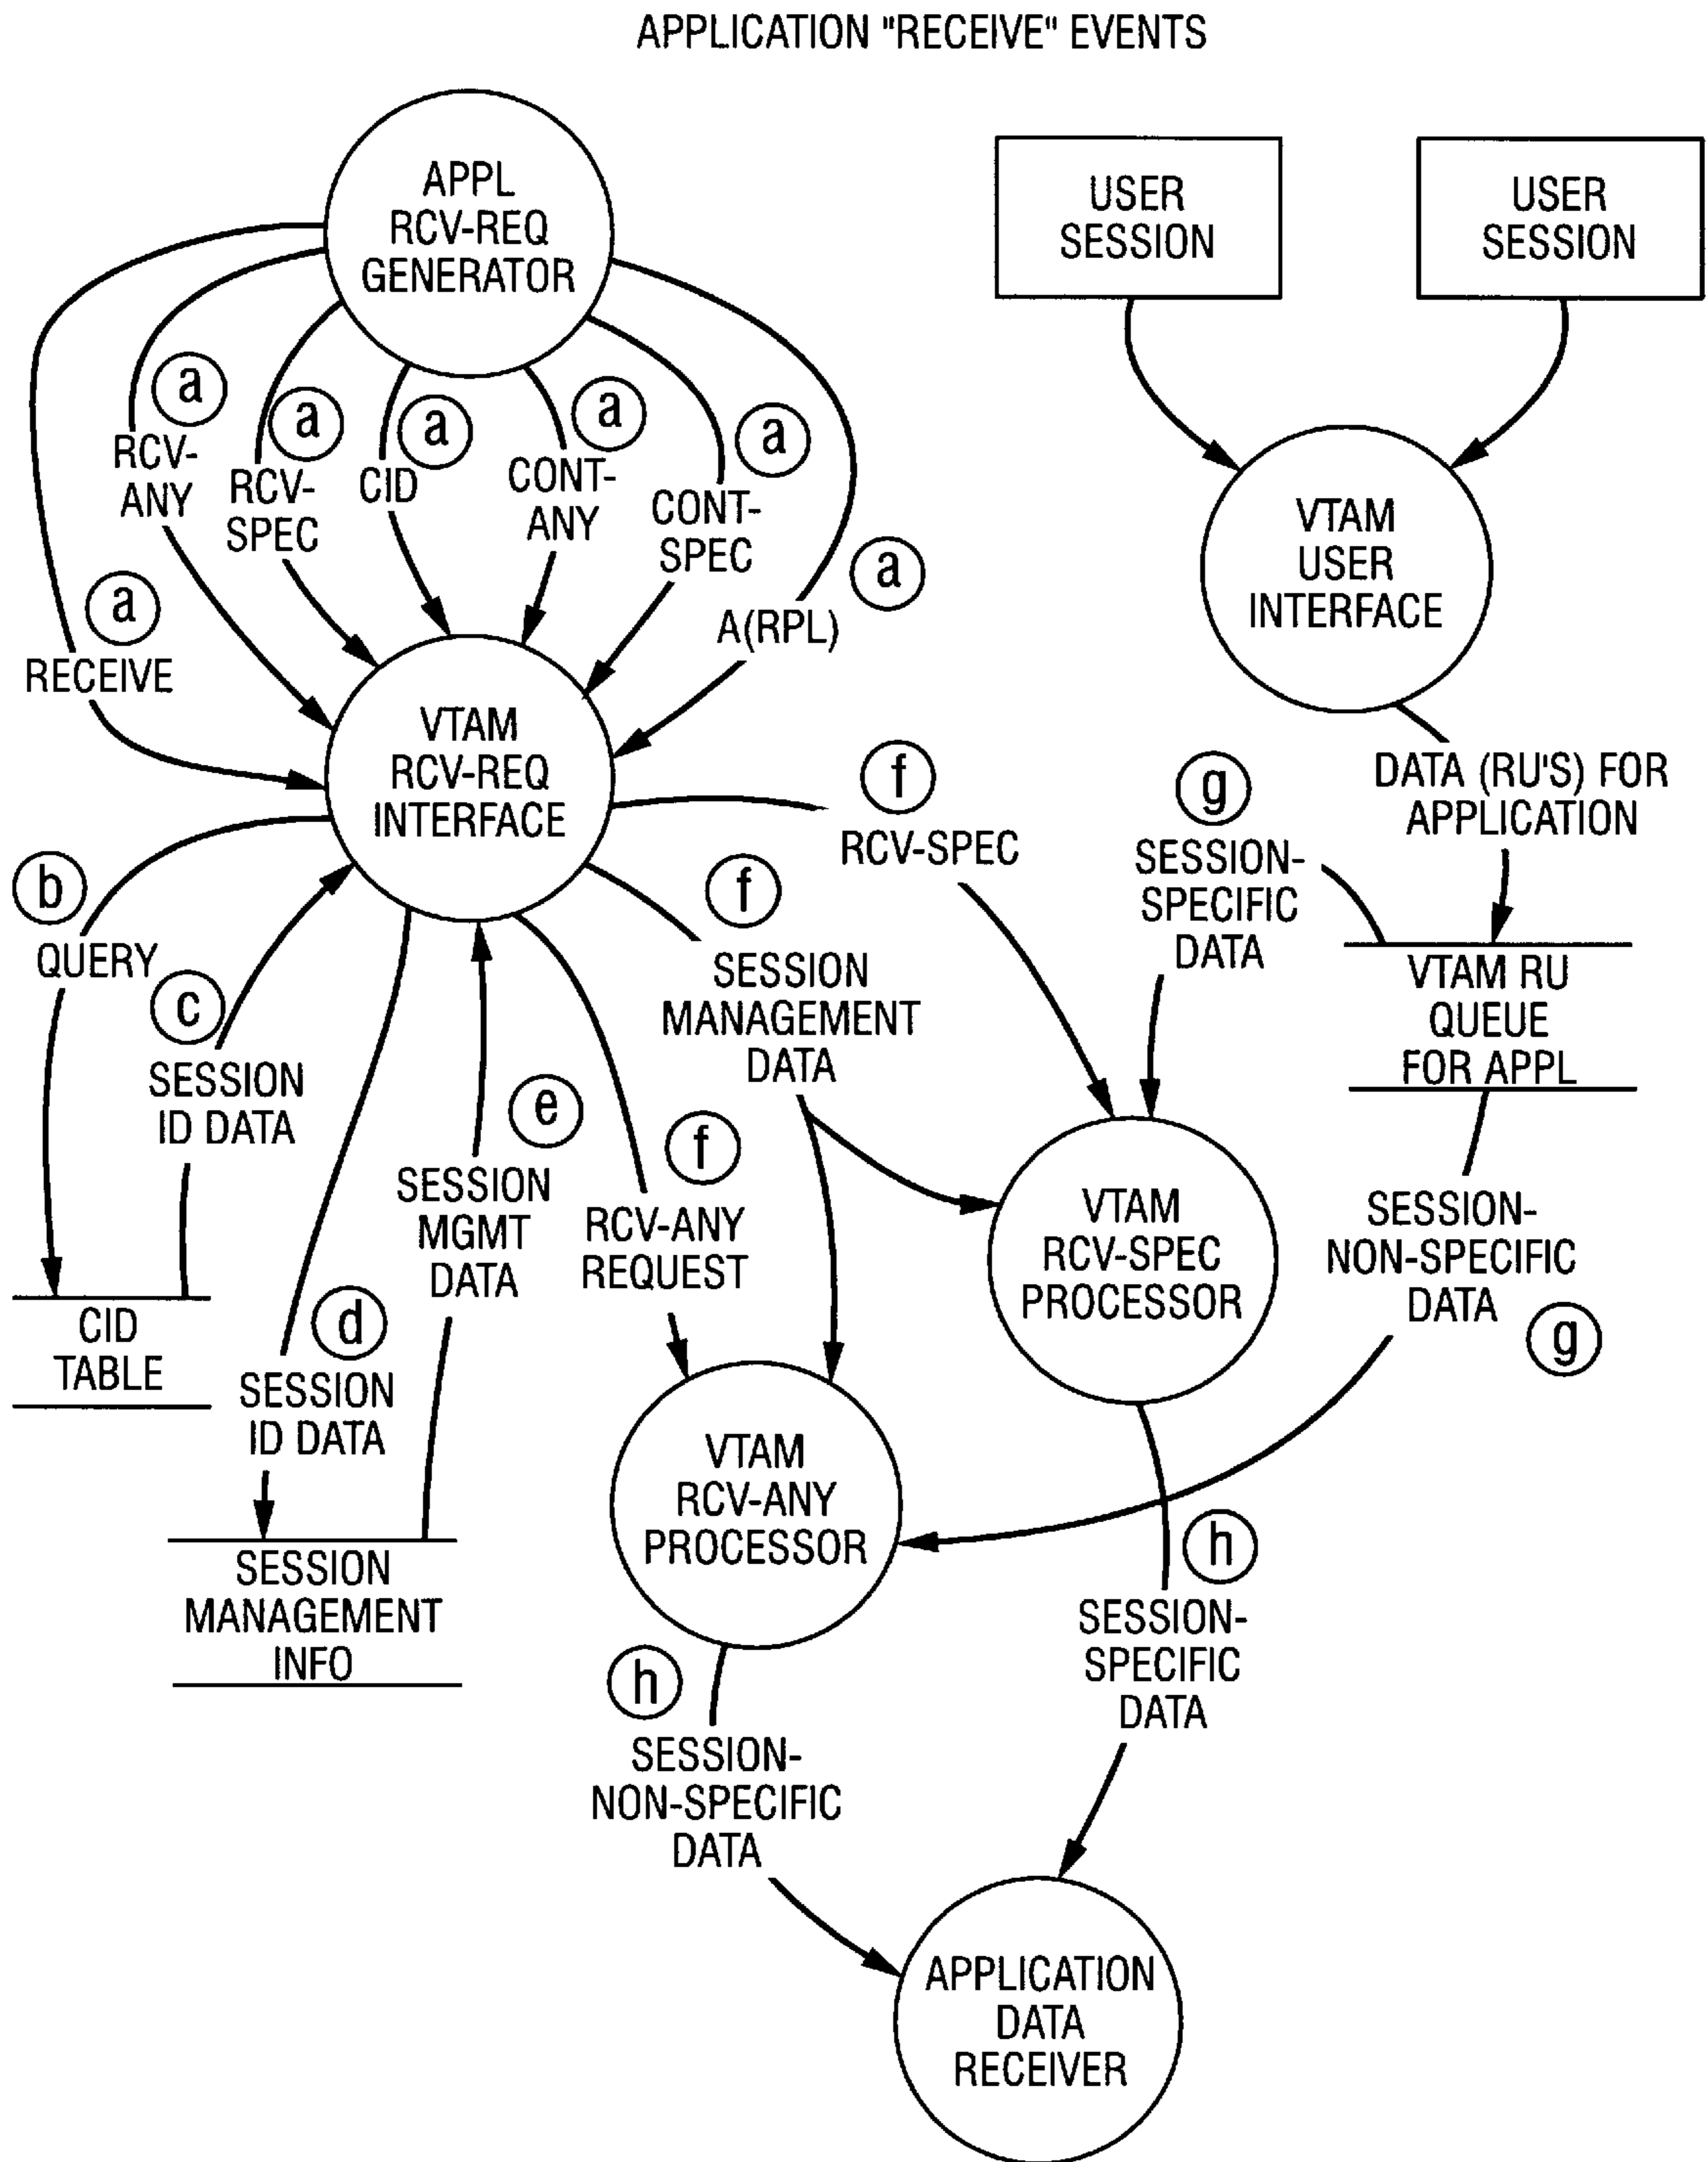 APPLICATION "RECEIVE" EVENTS
APPL
RCV-REQ
GENERATOR
USER
SESSION
USER
SESSION
a
RCV-
ANY
a
RCV-
SPEC
a
CID
a
CONT-
ANY
a
CONT-
SPEC
a
A(RPL)
a
RECEIVE
VTAM
USER
INTERFACE
VTAM
RCV-REQ
INTERFACE
DATA (RU'S) FOR
APPLICATION
f
RCV-SPEC
g
SESSION-
SPECIFIC
DATA
b
QUERY
c
SESSION
ID DATA
f
SESSION
MANAGEMENT
DATA
VTAM RU
QUEUE
FOR APPL
e
SESSION
MGMT
DATA
f
RCV-ANY
REQUEST
VTAM
RCV-SPEC
PROCESSOR
SESSION-
NON-SPECIFIC
DATA
g
CID
TABLE
d
SESSION
ID DATA
VTAM
RCV-ANY
PROCESSOR
SESSION
MANAGEMENT
INFO
h
SESSION-
SPECIFIC
DATA
h
SESSION-
NON-SPECIFIC
DATA
APPLICATION
DATA
RECEIVER